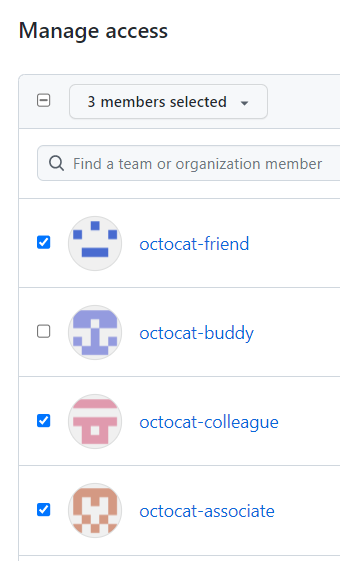 Manage access
3 members selected
Find a team or organization member
octocat-friend
octocat-buddy
octocat-colleague
octocat-associate